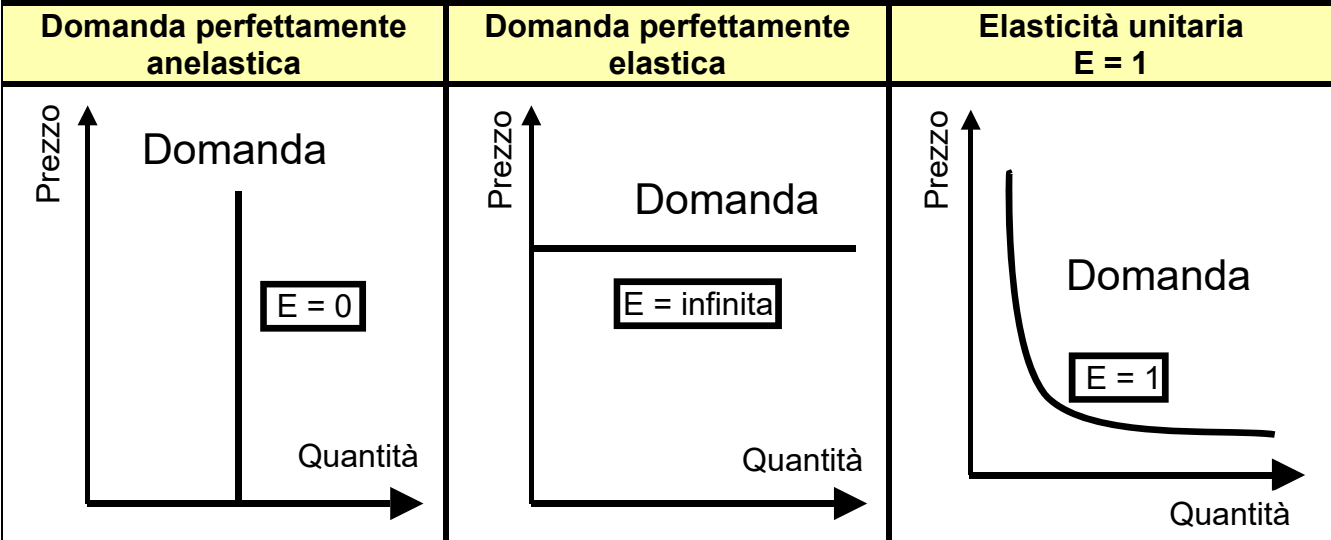 Domanda perfettamente
anelastica
Prezzo
Domanda
E = 0
Quantità
Domanda perfettamente
elastica
Prezzo
Domanda
E = infinita
Quantità
Elasticità unitaria
E = 1
Prezzo
Domanda
E = 1
Quantità